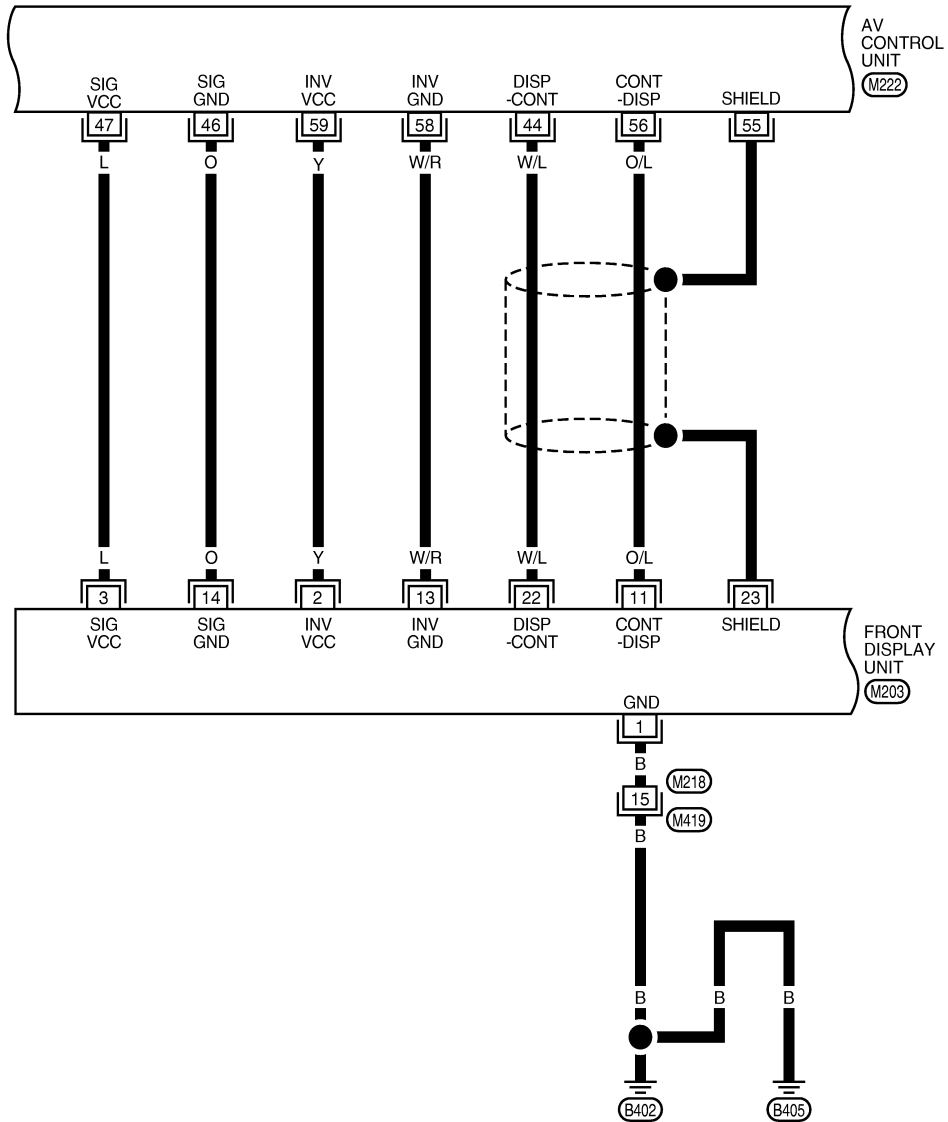 AV
CONTROL
UNIT
M222
SIG
VCC
SIG
GND
INV
VCC
INV
GND
DISP
-CONT
CONT
-DISP
SHIELD
47 46 59 58 44 56 55
L O Y W/R W/L O/L
L O Y W/R W/L O/L
3 14 2 13 22 11 23
SIG
VCC
SIG
GND
INV
VCC
INV
GND
DISP
-CONT
CONT
-DISP
SHIELD
FRONT
DISPLAY
UNIT
M203
GND
1
B
M218
15
M419
B
B B B
B402 B405